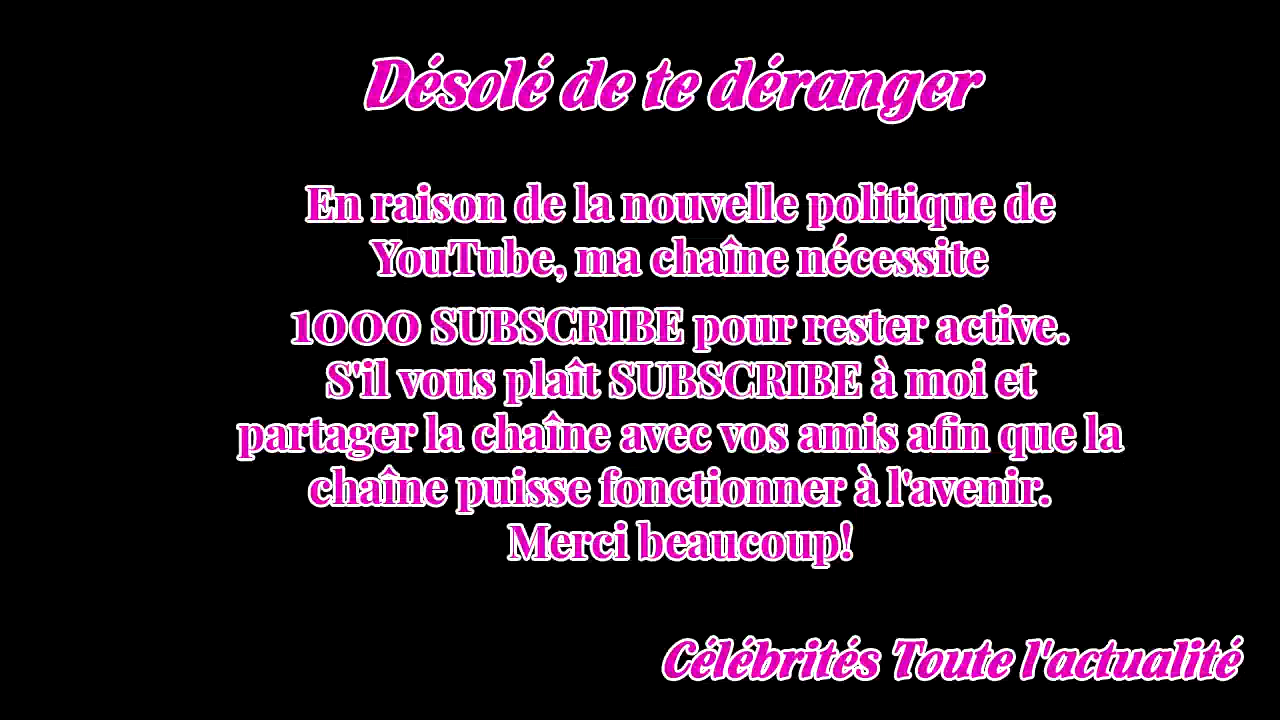 Désolé de te déranger
En raison de la nouvelle politique de
YouTube, ma chaîne nécessite
1000 SUBSCRIBE pour rester active.
S'il vous plaît SUBSCRIBE à moi et
partager la chaîne avec vos amis afin que la
chaîne puisse fonctionner à l'avenir.
Merci beaucoup!
Célébrités Toute l'actualité